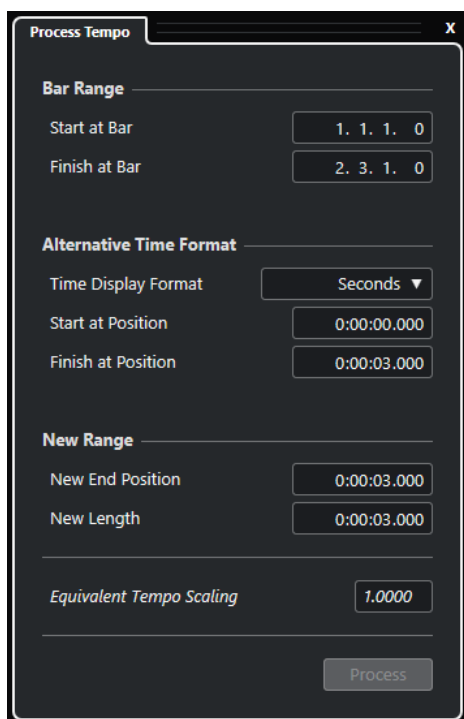 Process Tempo X
Bar Range
Start at Bar 1. 1. 1. 0
Finish at Bar 2. 3. 1. 0
Alternative Time Format
Time Display Format Seconds ▼
Start at Position 0:00:00.000
Finish at Position 0:00:03.000
New Range
New End Position 0:00:03.000
New Length 0:00:03.000
Equivalent Tempo Scaling 1.0000
Process